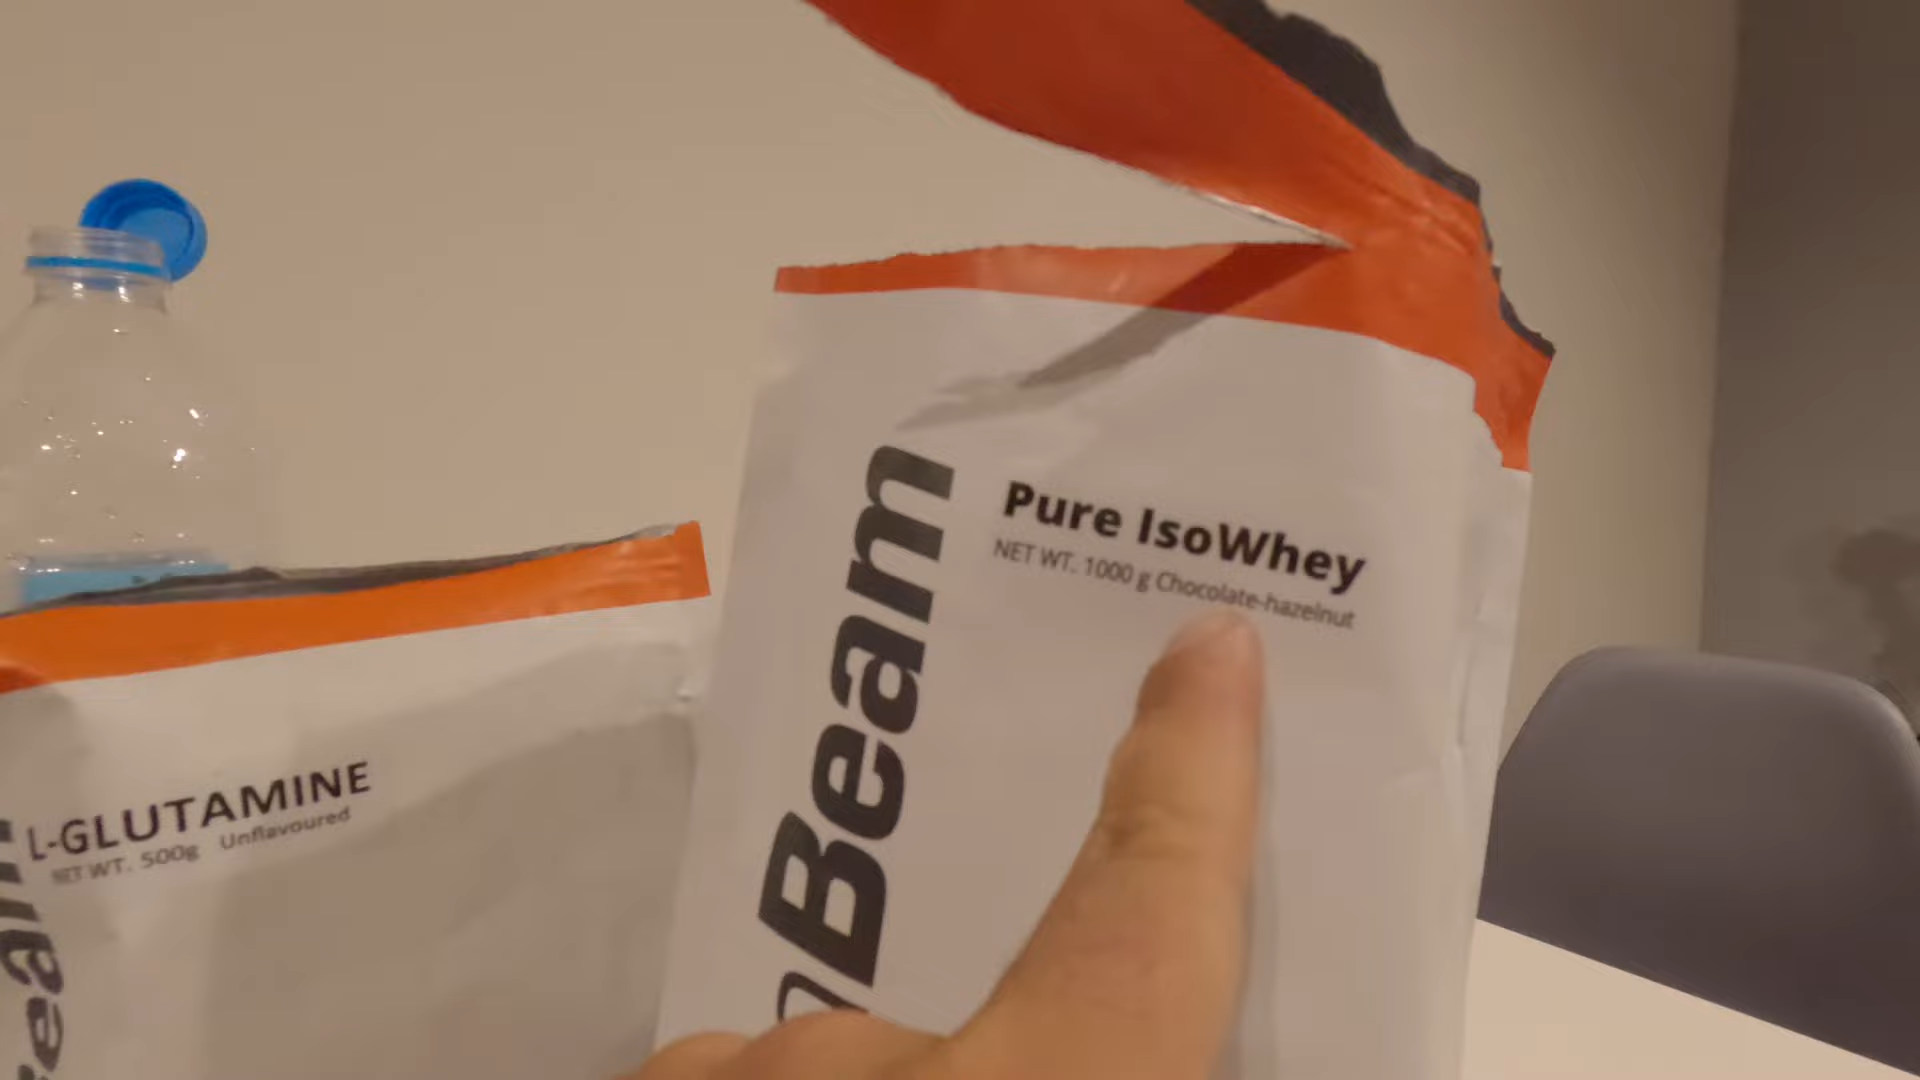 Pure IsoWhey
NET WT. 1000 g Chocolate-hazelnut
Beam
L-GLUTAMINE
NET WT. 500g Unflavoured